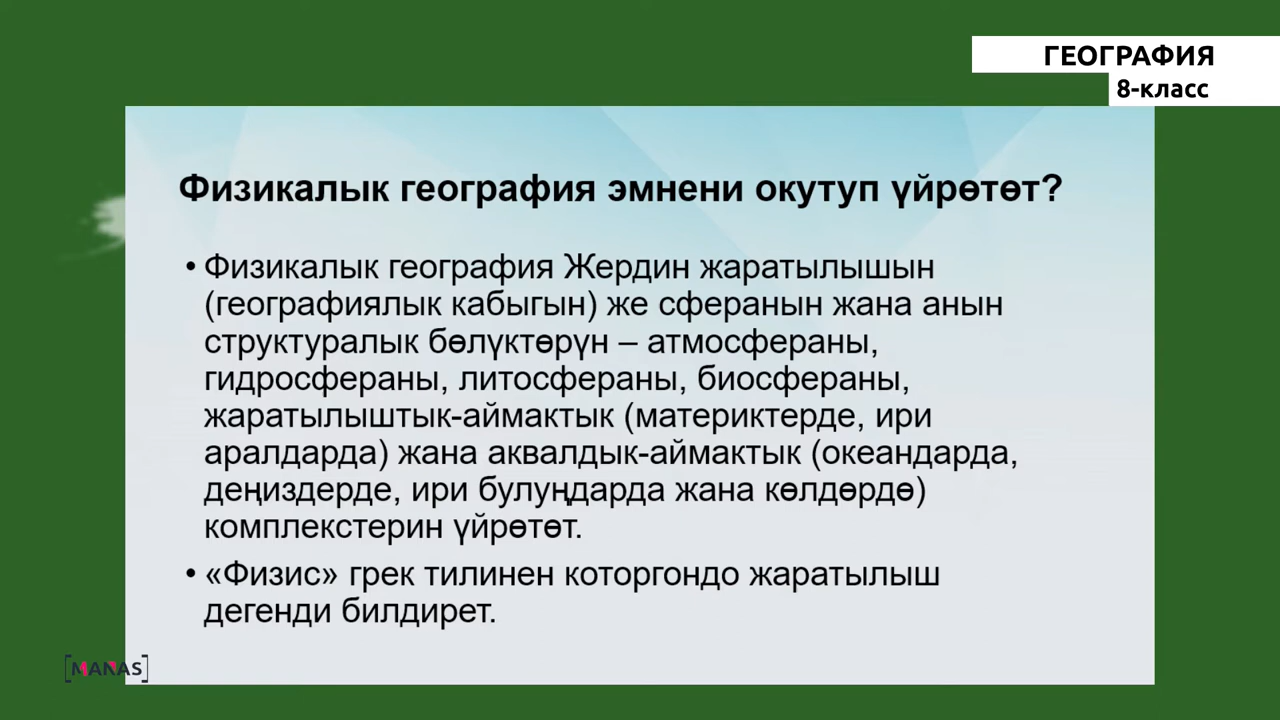 ГЕОГРАФИЯ
8-класс
Физикалык география эмнени окутуп үйрөтөт?
• Физикалык география Жердин жаратылышын
(географиялык кабыгын) же сферанын жана анын
структуралык бөлүктөрүн – атмосфераны,
гидросфераны, литосфераны, биосфераны,
жаратылыштык-аймактык (материктерде, ири
аралдарда) жана аквалдык-аймактык (океандарда,
деңиздерде, ири булуңдарда жана көлдөрдө)
комплекстерин үйрөтөт.
• «Физис» грек тилинен которгондо жаратылыш
дегенди билдирет.
[MANAS]